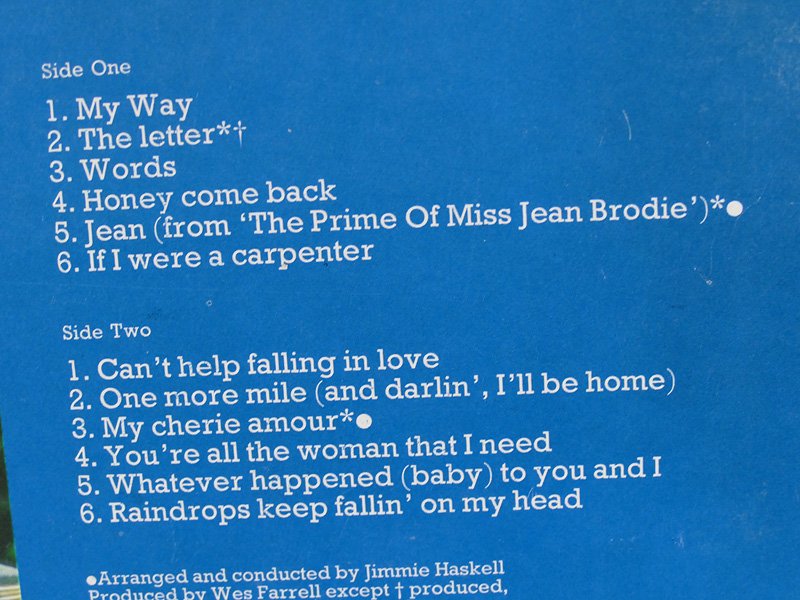 Side One
1. My Way
2. The letter*†
3. Words
4. Honey come back
5. Jean (from ‘The Prime Of Miss Jean Brodie’)*●
6. If I were a carpenter
Side Two
1. Can’t help falling in love
2. One more mile (and darlin’, I’ll be home)
3. My cherie amour*●
4. You’re all the woman that I need
5. Whatever happened (baby) to you and I
6. Raindrops keep fallin’ on my head
●Arranged and conducted by Jimmie Haskell
Produced by Wes Farrell except † produced,